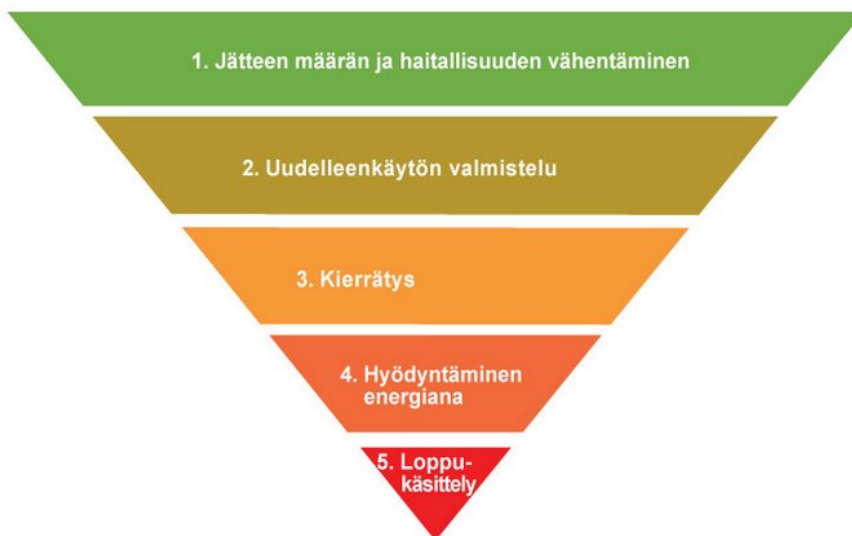 1. Jätteen määrän ja haitallisuuden vähentäminen
2. Uudelleenkäytön valmistelu
3. Kierrätys
4. Hyödyntäminen
energiana
5. Loppu-
käsittely